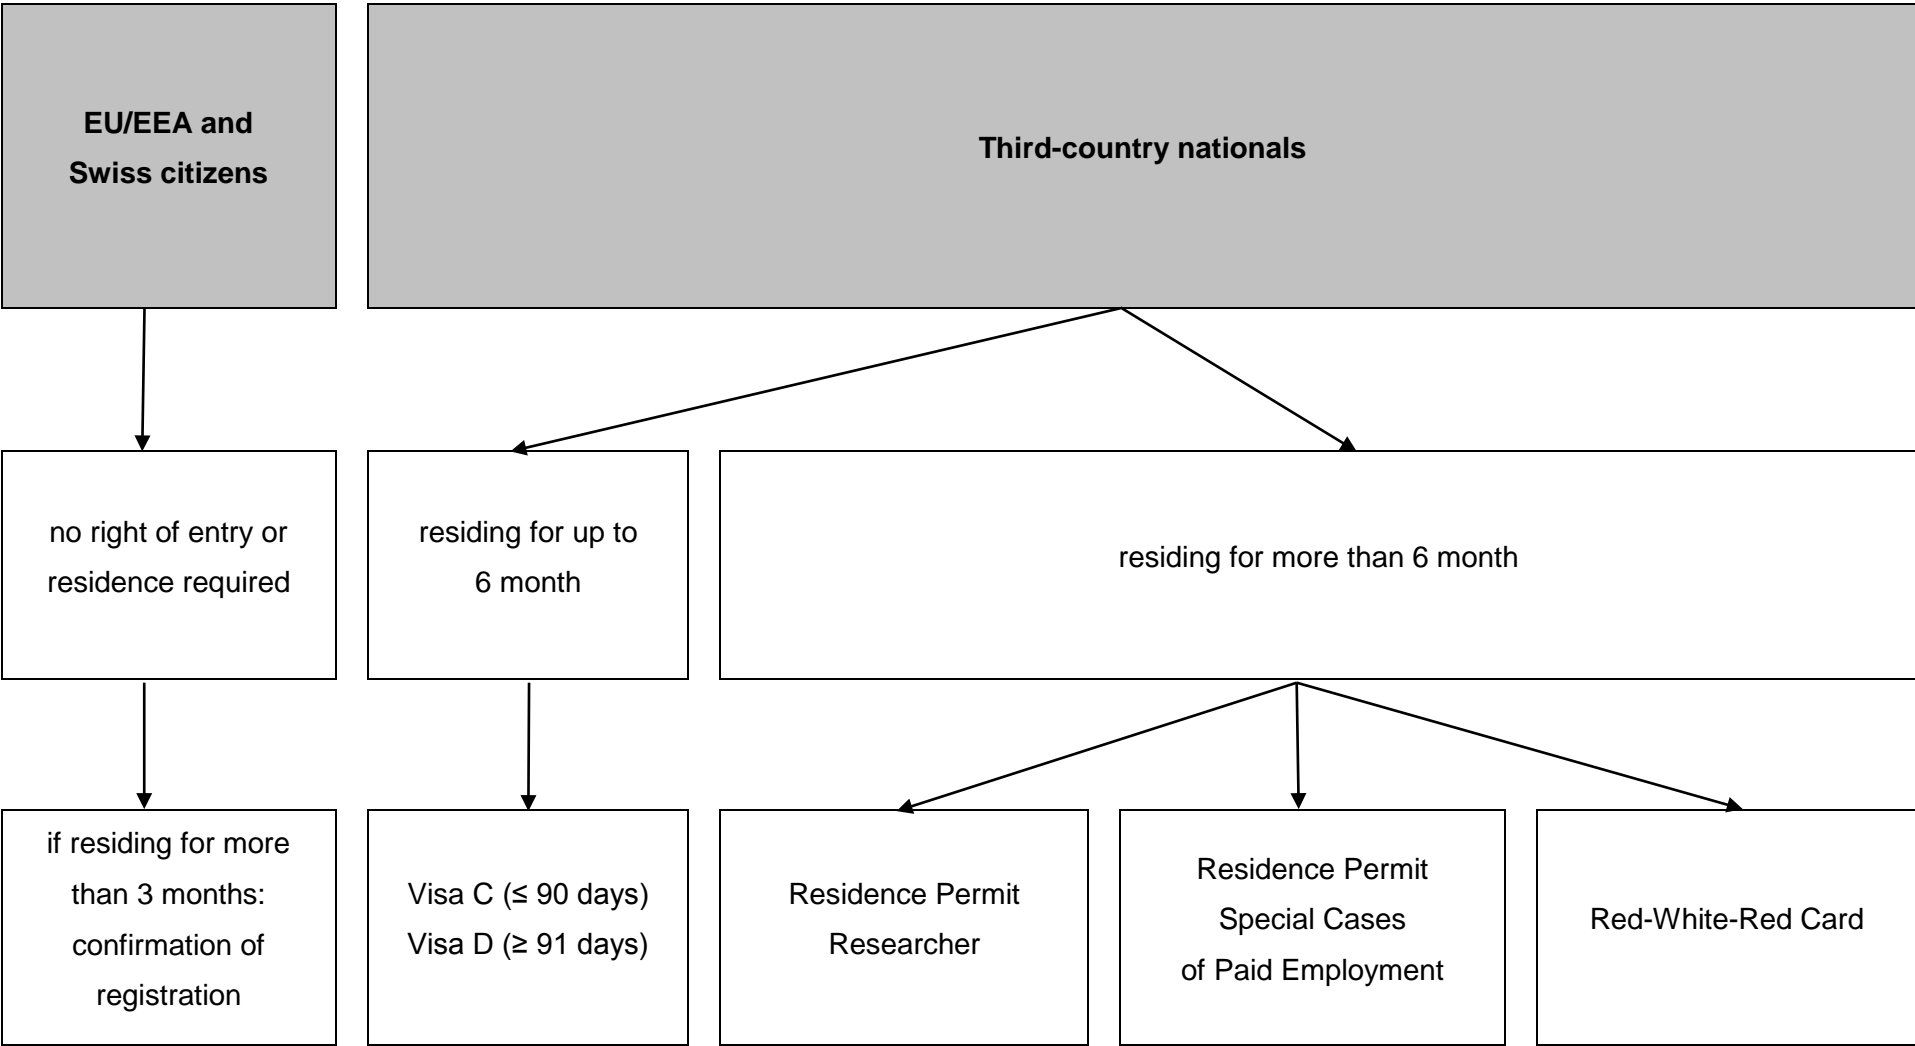 EU/EEA and
Swiss citizens
Third-country nationals
no right of entry or
residence required
residing for up to
6 month
residing for more than 6 month
if residing for more
than 3 months:
confirmation of
registration
Visa C (≤ 90 days)
Visa D (≥ 91 days)
Residence Permit
Researcher
Residence Permit
Special Cases
of Paid Employment
Red-White-Red Card